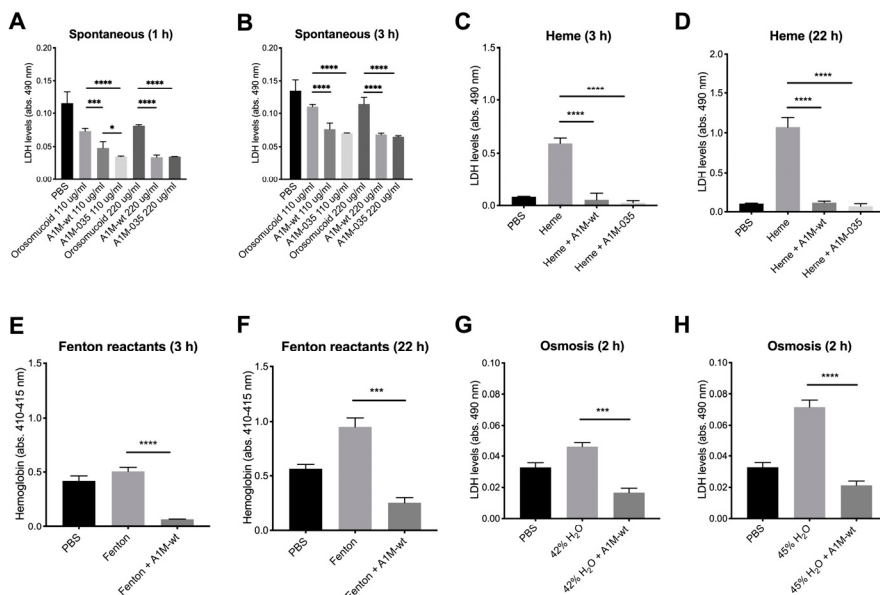 A
Spontaneous (1 h)
LDH levels (abs. 490 nm)
0.20
0.15
0.10
0.05
0.00
**** ****
*** * ****
PBS
Orosomucoid 110 ug/ml
A1M-wt 110 ug/ml
A1M-035 110 ug/ml
Orosomucoid 220 ug/ml
A1M-wt 220 ug/ml
A1M-035 220 ug/ml
B
Spontaneous (3 h)
LDH levels (abs. 490 nm)
0.20
0.15
0.10
0.05
0.00
**** ****
**** ****
PBS
Orosomucoid 110 ug/ml
A1M-wt 110 ug/ml
A1M-035 110 ug/ml
Orosomucoid 220 ug/ml
A1M-wt 220 ug/ml
A1M-035 220 ug/ml
C
Heme (3 h)
LDH levels (abs. 490 nm)
1.5
1.0
0.5
0.0
****
****
PBS
Heme
Heme + A1M-wt
Heme + A1M-035
D
Heme (22 h)
LDH levels (abs. 490 nm)
2.0
1.5
1.0
0.5
0.0
****
****
PBS
Heme
Heme + A1M-wt
Heme + A1M-035
E
Fenton reactants (3 h)
Hemoglobin (abs. 410-415 nm)
1.5
1.0
0.5
0.0
****
PBS
Fenton
Fenton + A1M-wt
F
Fenton reactants (22 h)
Hemoglobin (abs. 410-415 nm)
1.5
1.0
0.5
0.0
***
PBS
Fenton
Fenton + A1M-wt
G
Osmosis (2 h)
LDH levels (abs. 490 nm)
0.10
0.08
0.06
0.04
0.02
0.00
***
PBS
42% H₂O
42% H₂O + A1M-wt
H
Osmosis (2 h)
LDH levels (abs. 490 nm)
0.10
0.08
0.06
0.04
0.02
0.00
****
PBS
45% H₂O
45% H₂O + A1M-wt